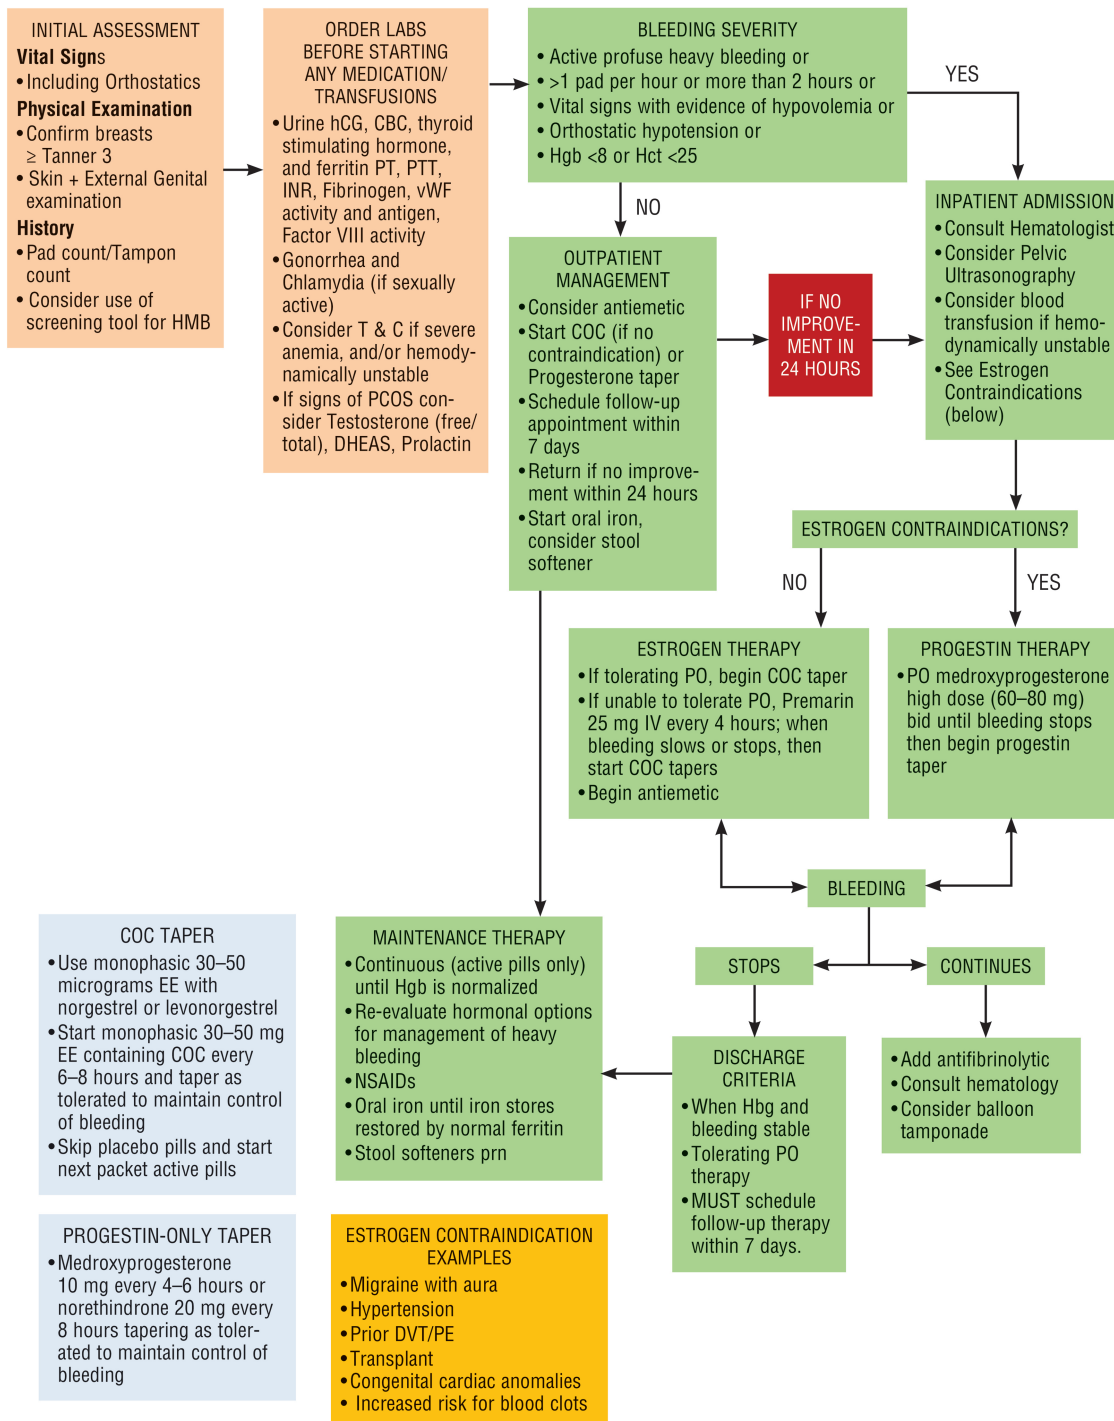 INITIAL ASSESSMENT
Vital Signs
• Including Orthostatics
Physical Examination
• Confirm breasts
≥ Tanner 3
• Skin + External Genital
examination
History
• Pad count/Tampon
count
• Consider use of
screening tool for HMB
ORDER LABS
BEFORE STARTING
ANY MEDICATION/
TRANSFUSIONS
• Urine hCG, CBC, thyroid
stimulating hormone,
and ferritin PT, PTT,
INR, Fibrinogen, vWF
activity and antigen,
Factor VIII activity
• Gonorrhea and
Chlamydia (if sexually
active)
• Consider T & C if severe
anemia, and/or hemody-
namically unstable
• If signs of PCOS con-
sider Testosterone (free/
total), DHEAS, Prolactin
BLEEDING SEVERITY
• Active profuse heavy bleeding or
• >1 pad per hour or more than 2 hours or
• Vital signs with evidence of hypovolemia or
• Orthostatic hypotension or
• Hgb <8 or Hct <25
YES
NO
OUTPATIENT
MANAGEMENT
• Consider antiemetic
• Start COC (if no
contraindication) or
Progesterone taper
• Schedule follow-up
appointment within
7 days
• Return if no improve-
ment within 24 hours
• Start oral iron,
consider stool
softener
IF NO
IMPROVE-
MENT IN
24 HOURS
INPATIENT ADMISSION
• Consult Hematologist
• Consider Pelvic
Ultrasonography
• Consider blood
transfusion if hemo-
dynamically unstable
• See Estrogen
Contraindications
(below)
ESTROGEN CONTRAINDICATIONS?
NO
YES
ESTROGEN THERAPY
• If tolerating PO, begin COC taper
• If unable to tolerate PO, Premarin
25 mg IV every 4 hours; when
bleeding slows or stops, then
start COC tapers
• Begin antiemetic
PROGESTIN THERAPY
• PO medroxyprogesterone
high dose (60–80 mg)
bid until bleeding stops
then begin progestin
taper
BLEEDING
STOPS
CONTINUES
• Add antifibrinolytic
• Consult hematology
• Consider balloon
tamponade
DISCHARGE
CRITERIA
• When Hbg and
bleeding stable
• Tolerating PO
therapy
• MUST schedule
follow-up therapy
within 7 days.
MAINTENANCE THERAPY
• Continuous (active pills only)
until Hgb is normalized
• Re-evaluate hormonal options
for management of heavy
bleeding
• NSAIDs
• Oral iron until iron stores
restored by normal ferritin
• Stool softeners prn
COC TAPER
• Use monophasic 30–50
micrograms EE with
norgestrel or levonorgestrel
• Start monophasic 30–50 mg
EE containing COC every
6–8 hours and taper as
tolerated to maintain control
of bleeding
• Skip placebo pills and start
next packet active pills
PROGESTIN-ONLY TAPER
• Medroxyprogesterone
10 mg every 4–6 hours or
norethindrone 20 mg every
8 hours tapering as toler-
ated to maintain control of
bleeding
ESTROGEN CONTRAINDICATION
EXAMPLES
• Migraine with aura
• Hypertension
• Prior DVT/PE
• Transplant
• Congenital cardiac anomalies
• Increased risk for blood clots